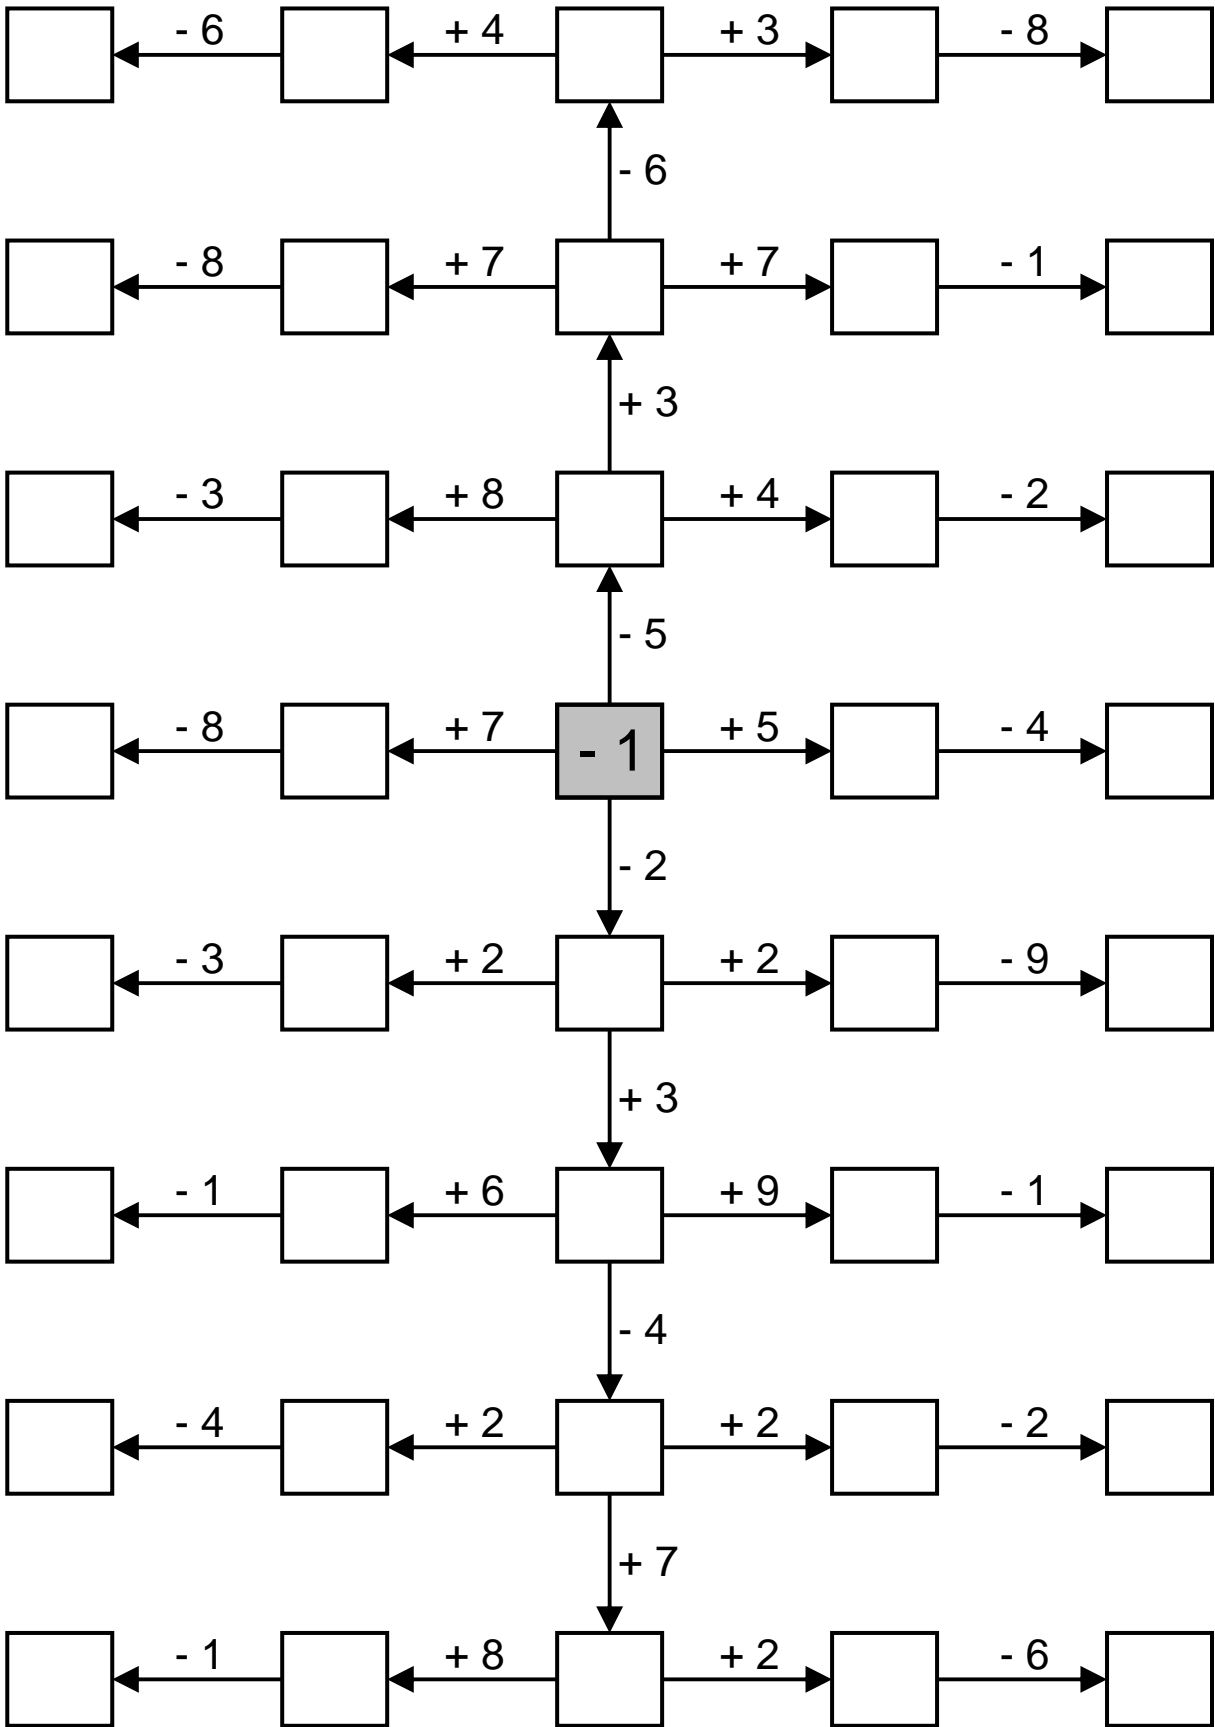 - 6 + 4 + 3 - 8
- 6
- 8 + 7 + 7 - 1
+ 3
- 3 + 8 + 4 - 2
- 5
- 8 + 7 - 1 + 5 - 4
- 2
- 3 + 2 + 2 - 9
+ 3
- 1 + 6 + 9 - 1
- 4
- 4 + 2 + 2 - 2
+ 7
- 1 + 8 + 2 - 6